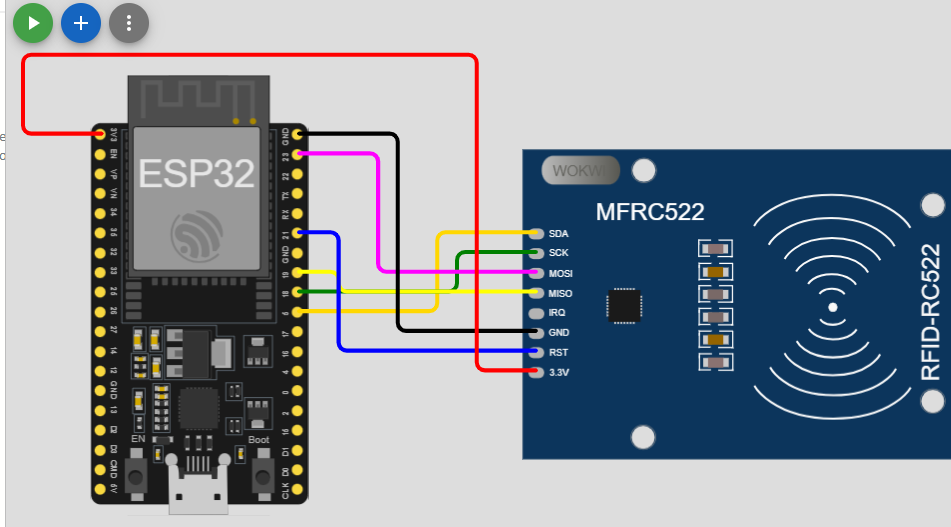 ESP32
3V3
EN
VP
VN
34
35
32
33
25
26
27
14
12
GND
13
D2
D3
CMD
5V
GND
23
22
TX
RX
21
GND
19
18
5
17
16
4
0
2
15
D1
D0
CLK
EN
Boot
WOKWI
MFRC522
SDA
SCK
MOSI
MISO
IRQ
GND
RST
3.3V
RFID-RC522